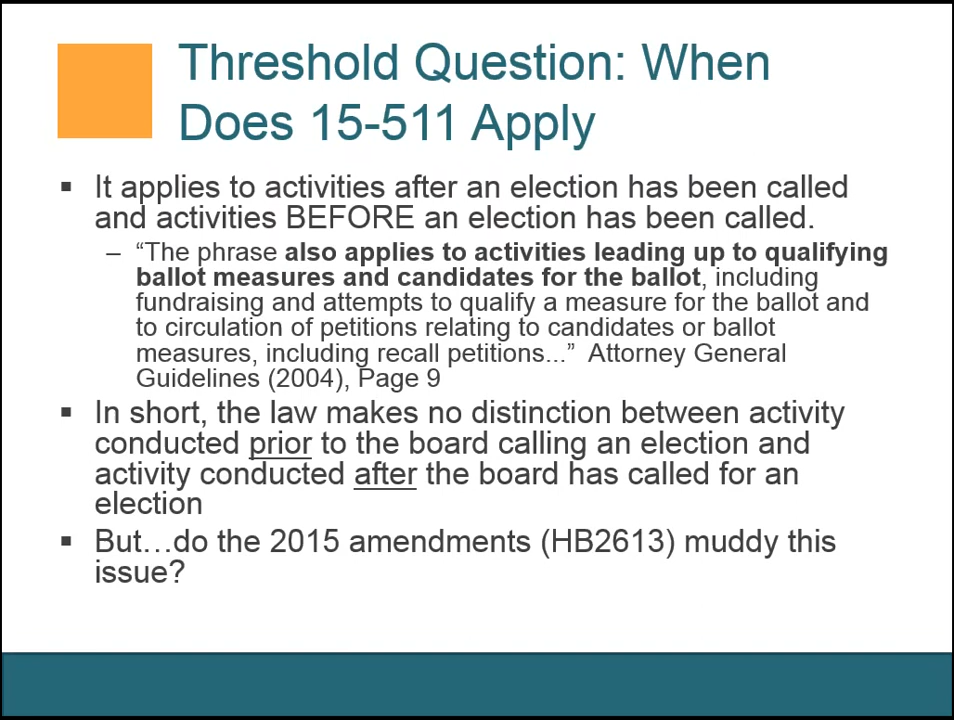 Threshold Question: When
Does 15-511 Apply
▪ It applies to activities after an election has been called
and activities BEFORE an election has been called.
– “The phrase also applies to activities leading up to qualifying
ballot measures and candidates for the ballot, including
fundraising and attempts to qualify a measure for the ballot and
to circulation of petitions relating to candidates or ballot
measures, including recall petitions...” Attorney General
Guidelines (2004), Page 9
▪ In short, the law makes no distinction between activity
conducted prior to the board calling an election and
activity conducted after the board has called for an
election
▪ But…do the 2015 amendments (HB2613) muddy this
issue?